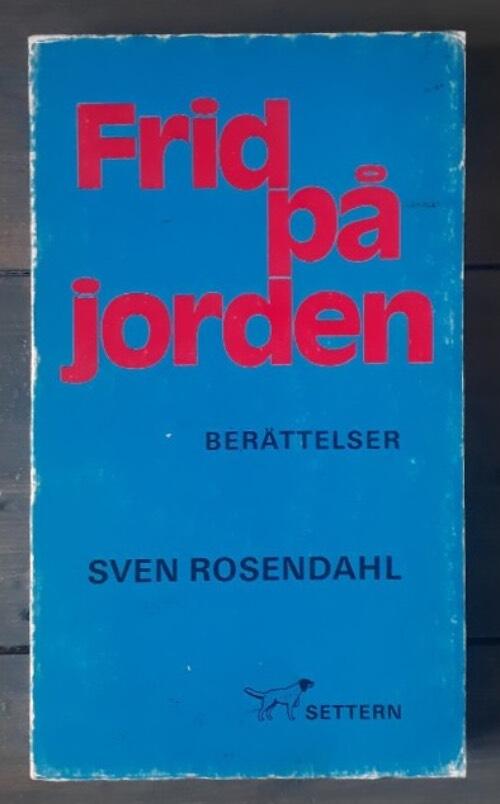 Frid
på
jorden
BERÄTTELSER
SVEN ROSENDAHL
SETTERN